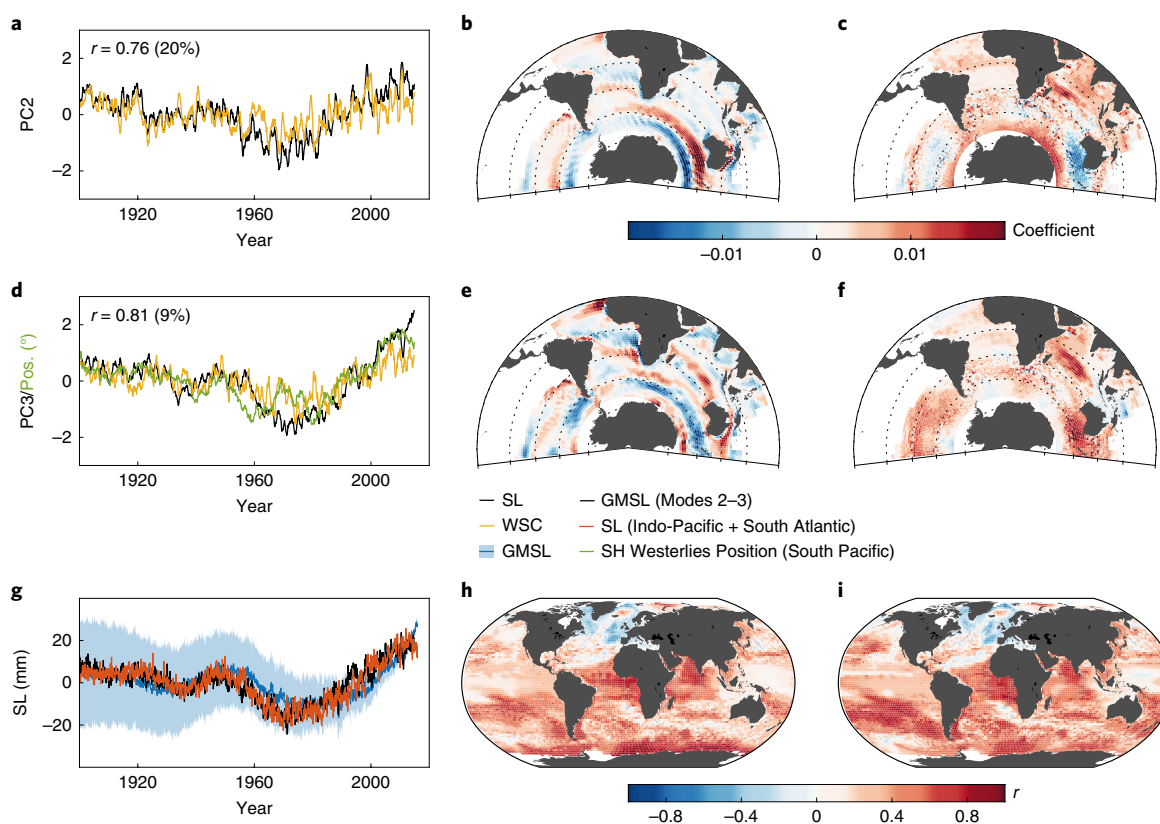 a
b
c
r = 0.76 (20%)
2
0
−2
PC2
1920
1960
2000
Year
−0.01
0
0.01
Coefficient
d
e
f
r = 0.81 (9%)
2
0
−2
PC3/Pos. (°)
1920
1960
2000
Year
SL
WSC
GMSL
GMSL (Modes 2–3)
SL (Indo-Pacific + South Atlantic)
SH Westerlies Position (South Pacific)
g
h
i
20
0
−20
SL (mm)
1920
1960
2000
Year
−0.8
−0.4
0
0.4
0.8
r